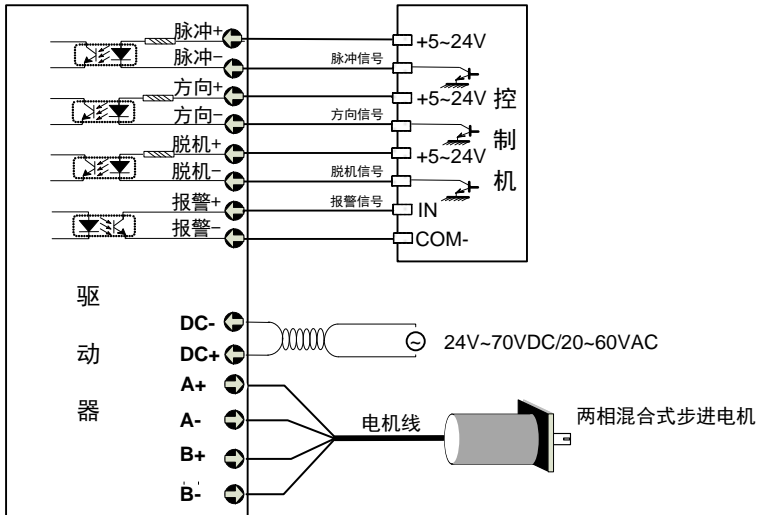 脉冲+
脉冲−
方向+
方向−
脱机+
脱机−
报警+
报警−
脉冲信号
方向信号
脱机信号
报警信号
+5~24V
+5~24V
+5~24V
IN
COM-
控制机
驱动器
DC-
DC+
A+
A-
B+
B-
~
24V~70VDC/20~60VAC
电机线
两相混合式步进电机